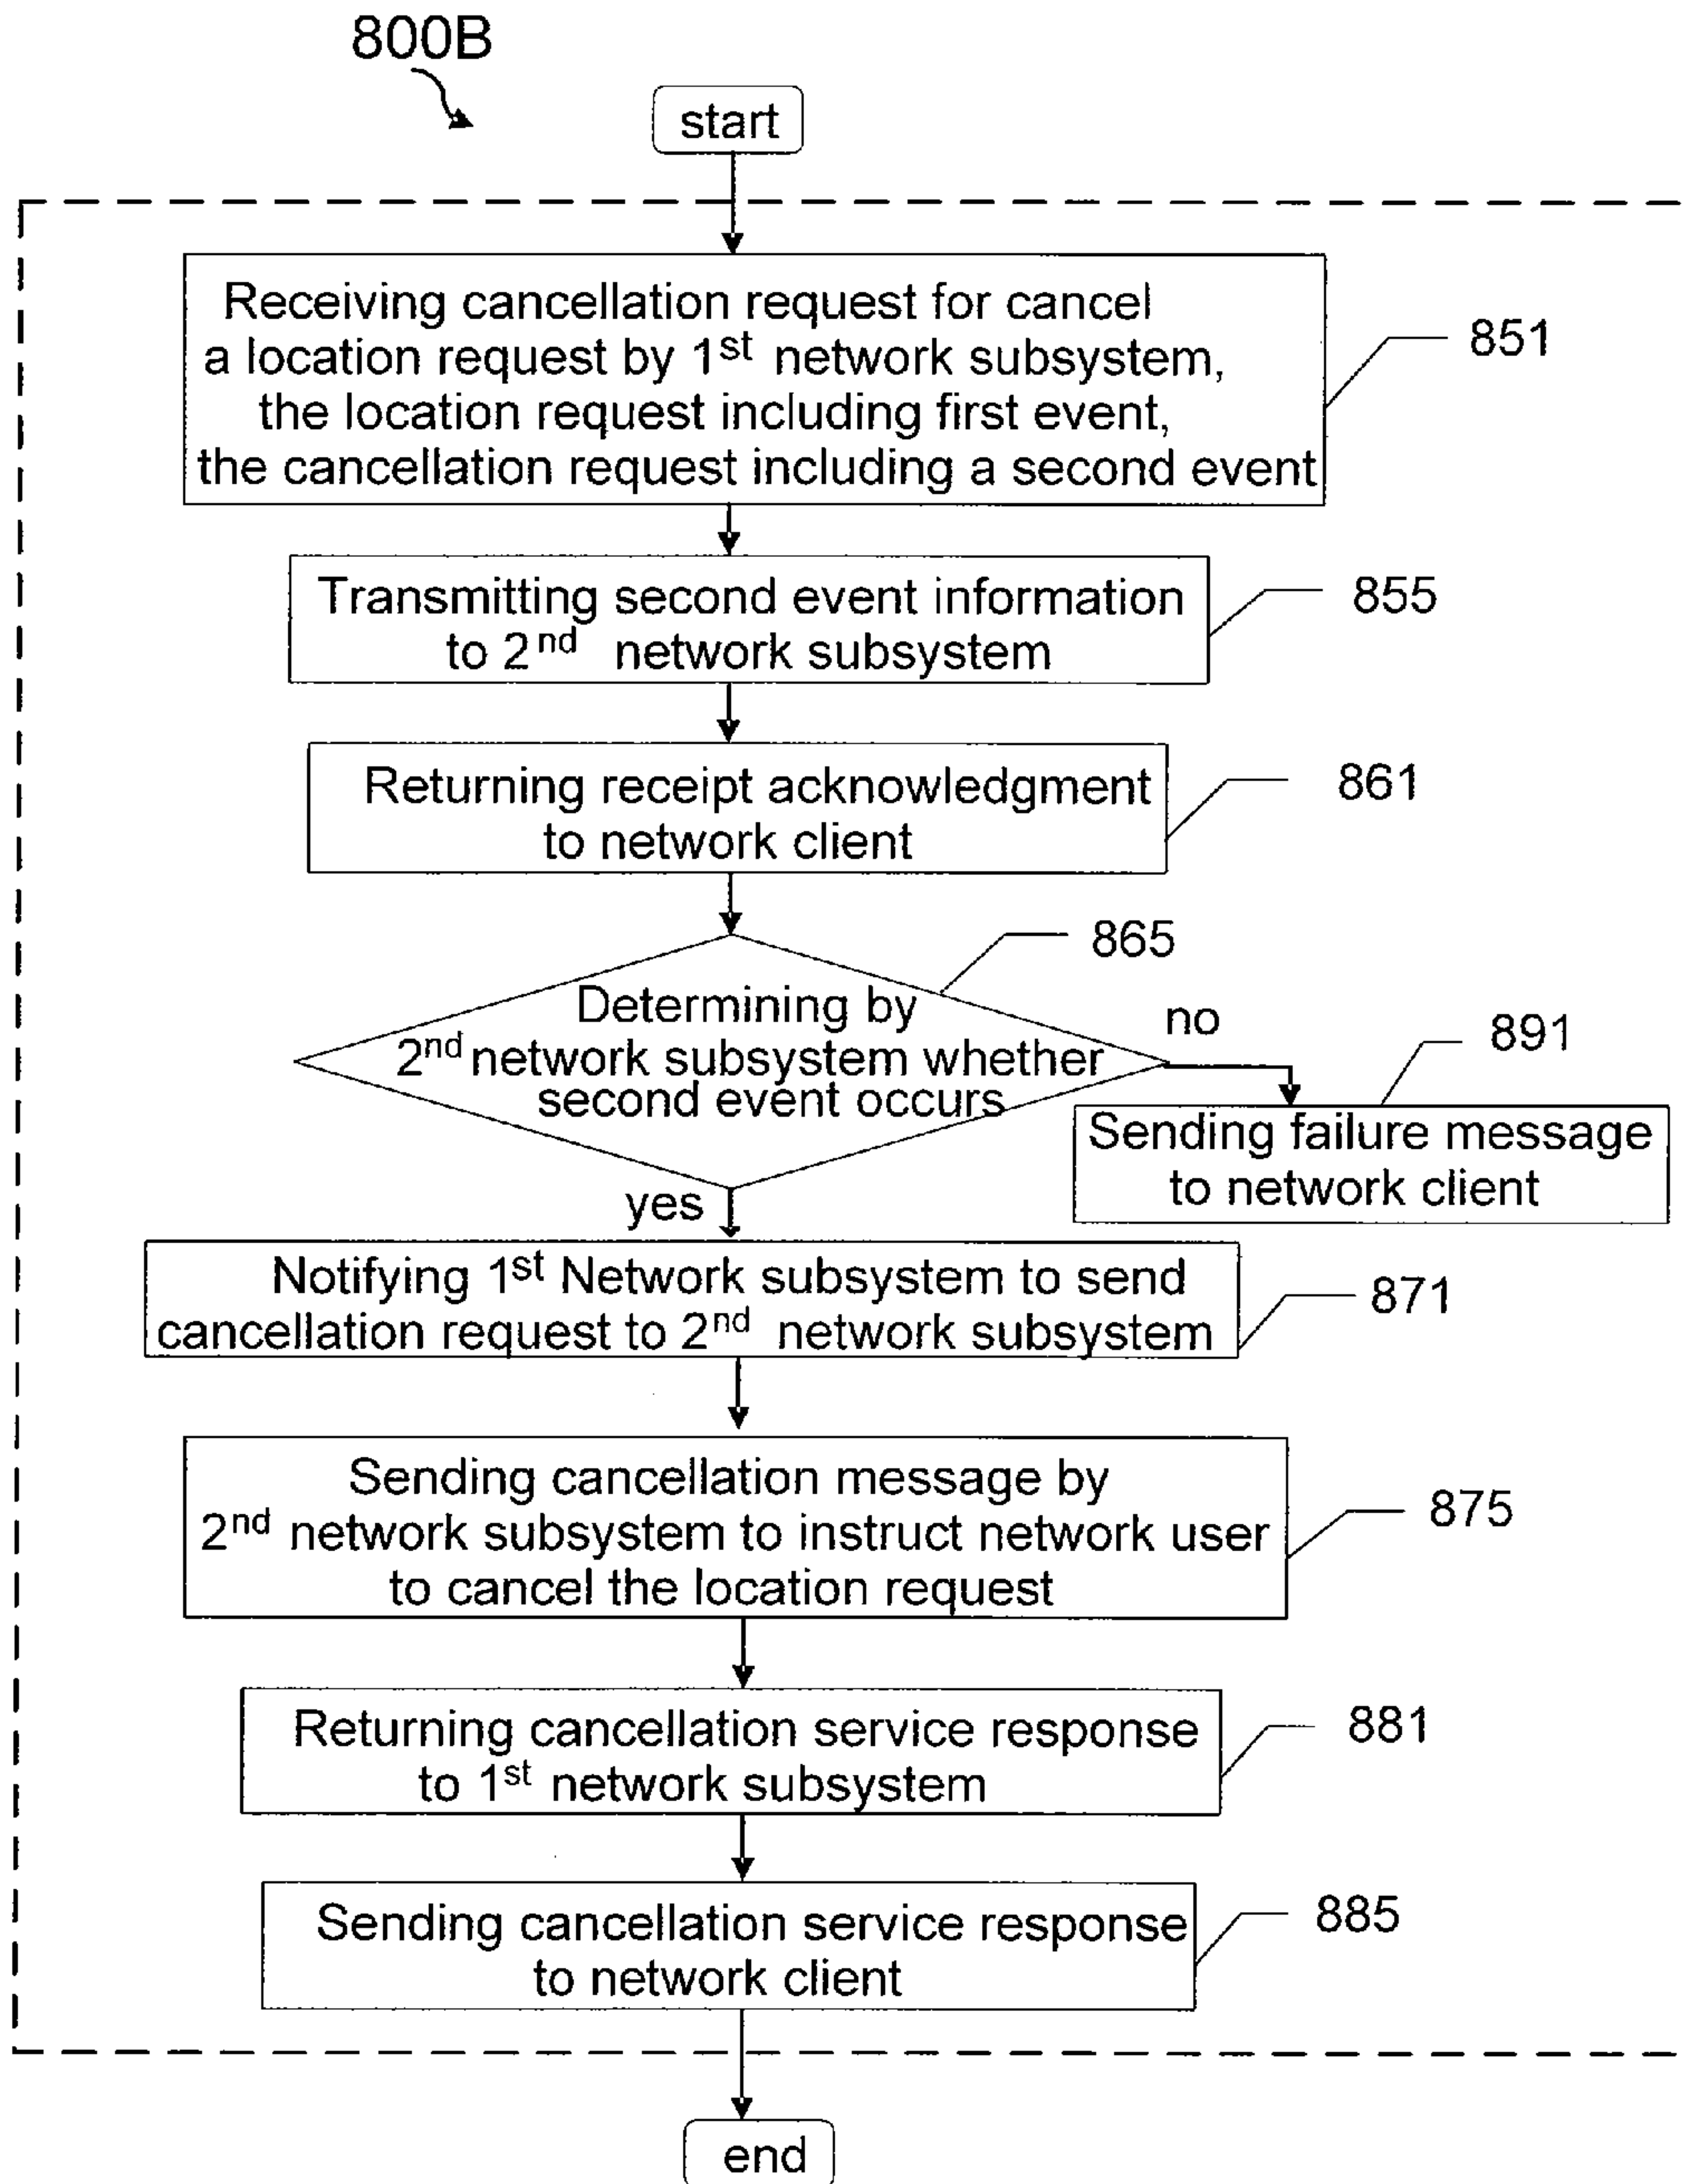 800B
start
Receiving cancellation request for cancel
a location request by 1st network subsystem,
the location request including first event,
the cancellation request including a second event
851
Transmitting second event information
to 2nd network subsystem
855
Returning receipt acknowledgment
to network client
861
865
Determining by
2nd network subsystem whether
second event occurs
no
891
Sending failure message
to network client
yes
Notifying 1st Network subsystem to send
cancellation request to 2nd network subsystem
871
Sending cancellation message by
2nd network subsystem to instruct network user
to cancel the location request
875
Returning cancellation service response
to 1st network subsystem
881
Sending cancellation service response
to network client
885
end